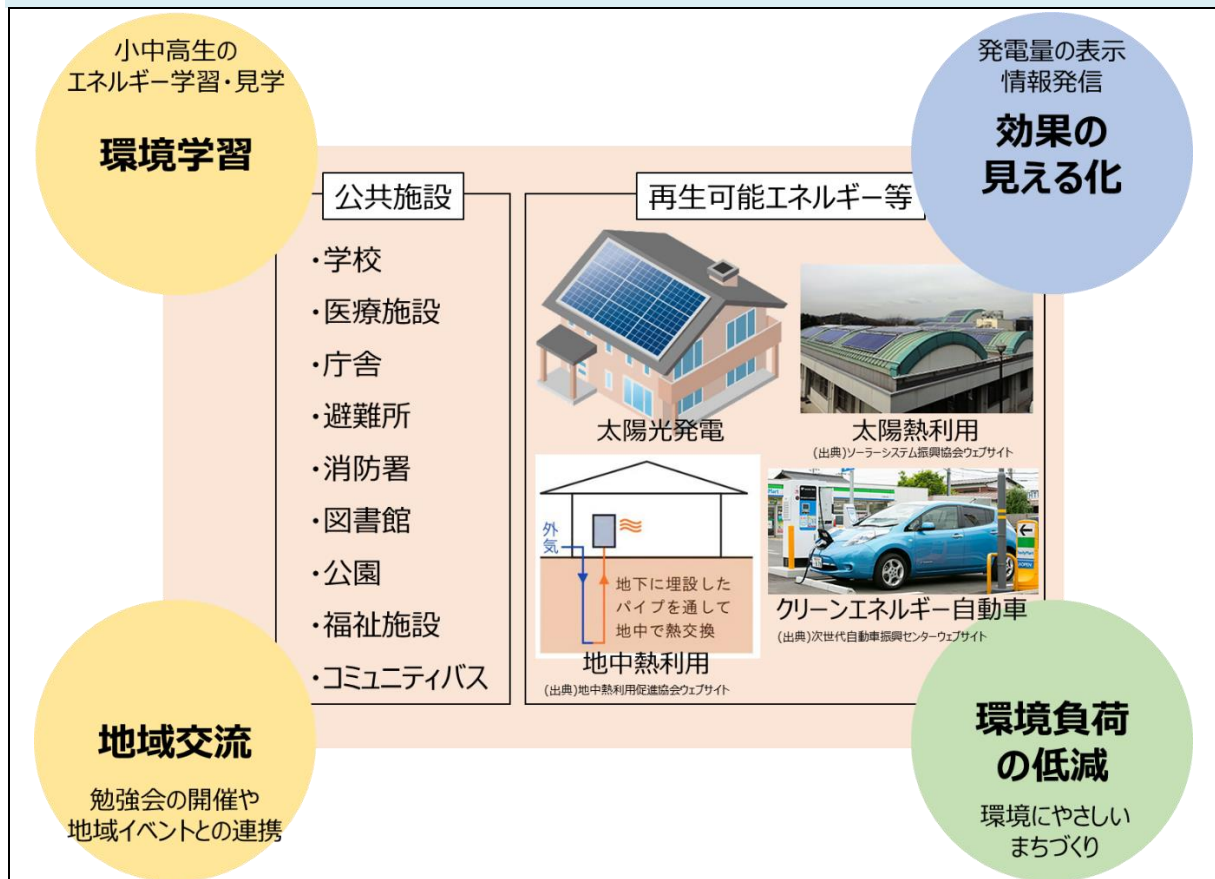 小中高生の
エネルギー学習・見学
環境学習
発電量の表示
情報発信
効果の
見える化
公共施設
・学校
・医療施設
・庁舎
・避難所
・消防署
・図書館
・公園
・福祉施設
・コミュニティバス
再生可能エネルギー等
太陽光発電
太陽熱利用
(出典)ソーラーシステム振興協会ウェブサイト
外
気
地下に埋設した
パイプを通して
地中で熱交換
地中熱利用
(出典)地中熱利用促進協会ウェブサイト
クリーンエネルギー自動車
(出典)次世代自動車振興センターウェブサイト
地域交流
勉強会の開催や
地域イベントとの連携
環境負荷
の低減
環境にやさしい
まちづくり